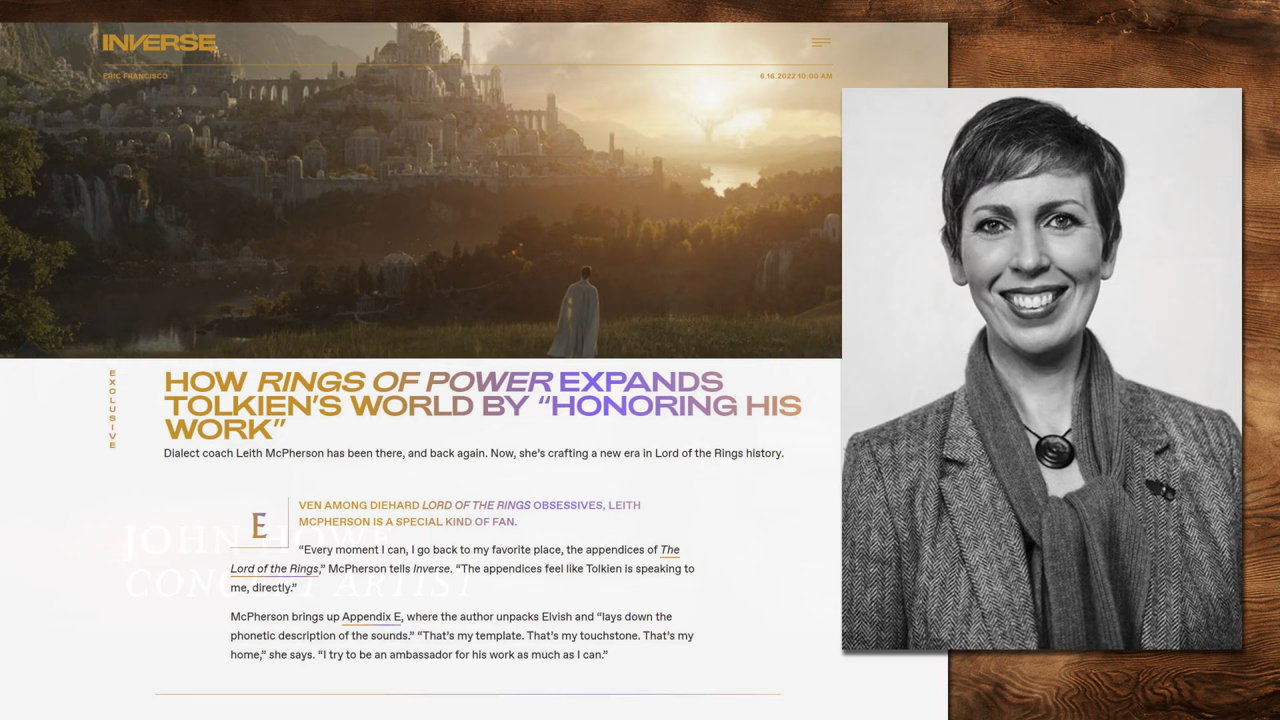 INVERSE
ERIC FRANCISCO
6.16.2022 10:00 AM
EXCLUSIVE
HOW RINGS OF POWER EXPANDS
TOLKIEN’S WORLD BY “HONORING HIS
WORK”
Dialect coach Leith McPherson has been there, and back again. Now, she’s crafting a new era in Lord of the Rings history.
EVEN AMONG DIEHARD LORD OF THE RINGS OBSESSIVES, LEITH
MCPHERSON IS A SPECIAL KIND OF FAN.
“Every moment I can, I go back to my favorite place, the appendices of The
Lord of the Rings,” McPherson tells Inverse. “The appendices feel like Tolkien is speaking to
me, directly.”
McPherson brings up Appendix E, where the author unpacks Elvish and “lays down the
phonetic description of the sounds.” “That’s my template. That’s my touchstone. That’s my
home,” she says. “I try to be an ambassador for his work as much as I can.”
JOHN HOWE
CONCEPT ARTIST